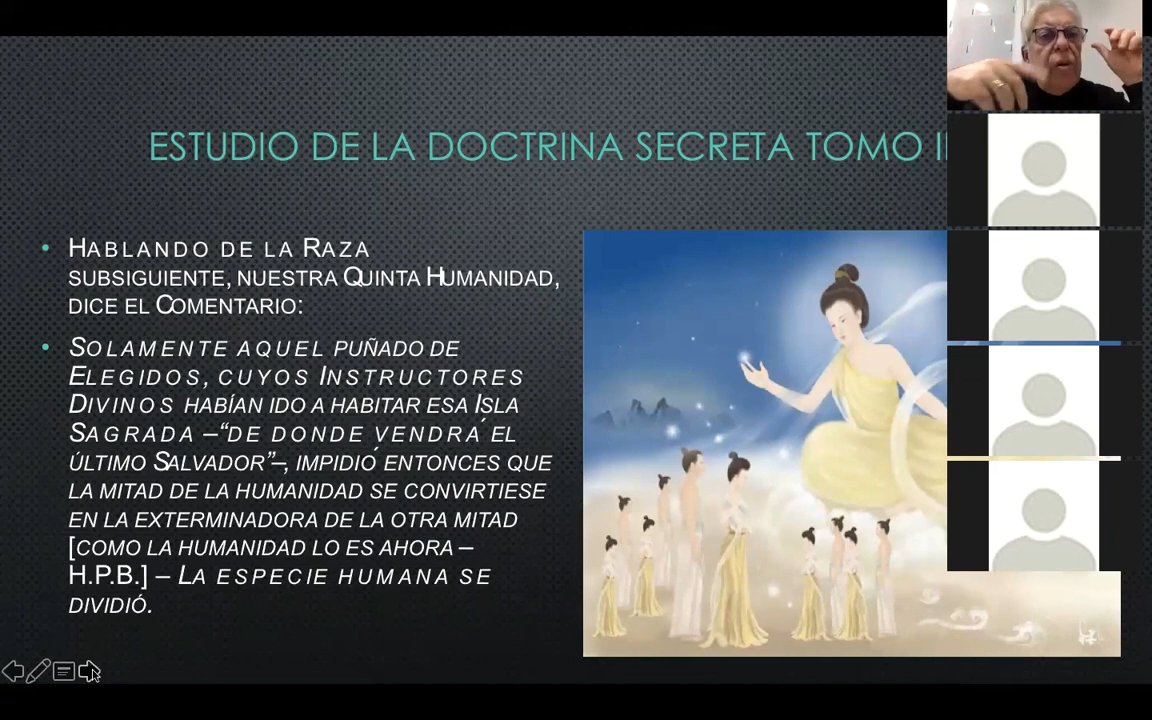 ESTUDIO DE LA DOCTRINA SECRETA TOMO
HABLANDO DE LA RAZA
SUBSIGUIENTE, NUESTRA QUINTA HUMANIDAD,
DICE EL COMENTARIO:
SOLAMENTE AQUEL PUÑADO DE
ELEGIDOS, CUYOS INSTRUCTORES
DIVINOS HABÍAN IDO A HABITAR ESA ISLA
SAGRADA –“DE DONDE VENDRÁ EL
ÚLTIMO SALVADOR”–, IMPIDIÓ ENTONCES QUE
LA MITAD DE LA HUMANIDAD SE CONVIRTIESE
EN LA EXTERMINADORA DE LA OTRA MITAD
[COMO LA HUMANIDAD LO ES AHORA –
H.P.B.] – LA ESPECIE HUMANA SE
DIVIDIÓ.